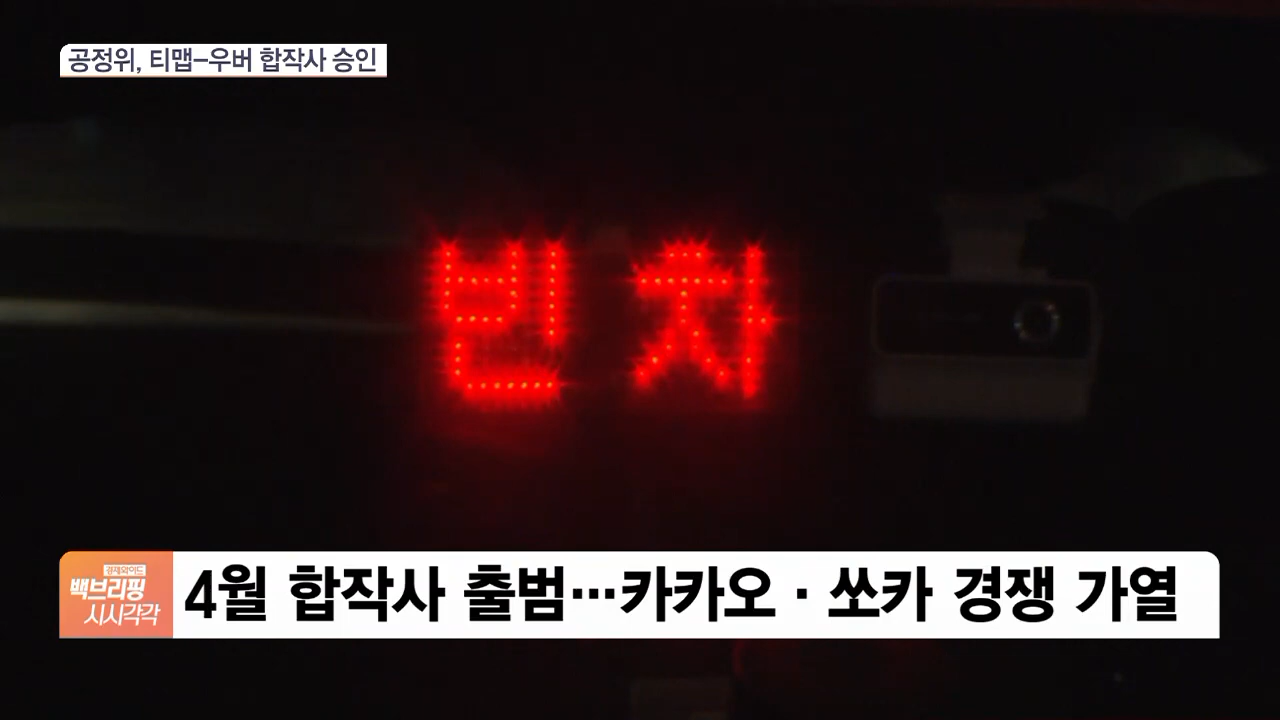 공정위, 티맵-우버 합작사 승인
빈차
경제와이드
백브리핑
시시각각
4월 합작사 출범…카카오·쏘카 경쟁 가열